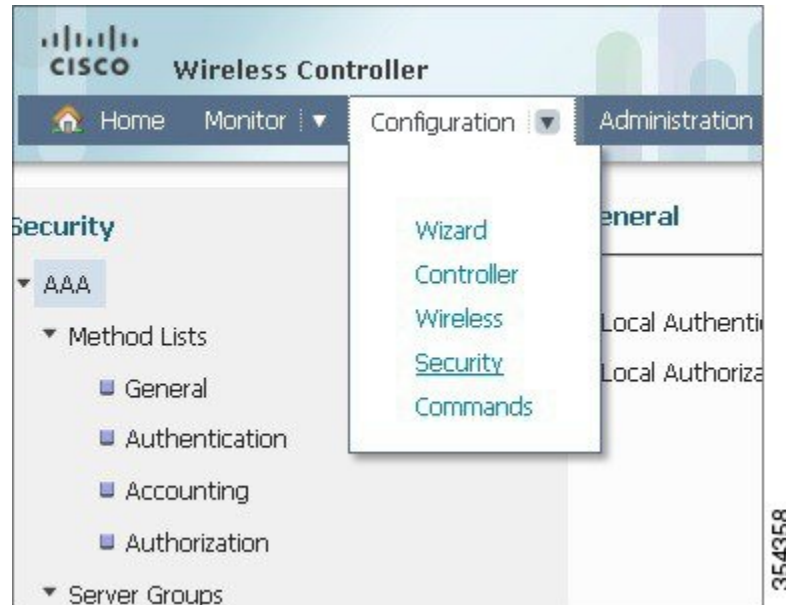 CISCO
Wireless Controller
Home Monitor Configuration Administration
Wizard
Controller
Wireless
Security
Commands
Security
AAA
Method Lists
General
Authentication
Accounting
Authorization
Server Groups
eneral
Local Authenti
Local Authoriza
354358